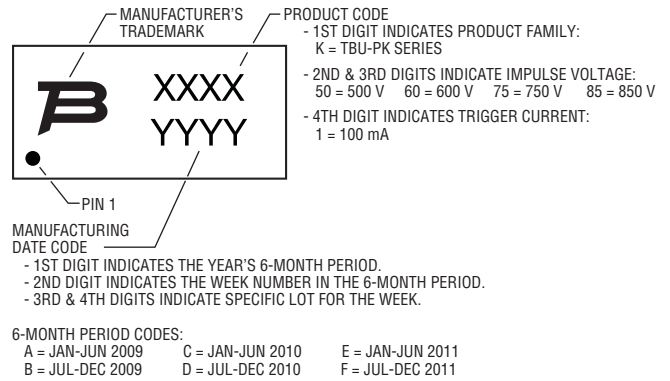 MANUFACTURER'S
TRADEMARK
PRODUCT CODE
- 1ST DIGIT INDICATES PRODUCT FAMILY:
K = TBU-PK SERIES
- 2ND & 3RD DIGITS INDICATE IMPULSE VOLTAGE:
50 = 500 V 60 = 600 V 75 = 750 V 85 = 850 V
- 4TH DIGIT INDICATES TRIGGER CURRENT:
1 = 100 mA
XXXX
YYYY
PIN 1
MANUFACTURING
DATE CODE
- 1ST DIGIT INDICATES THE YEAR'S 6-MONTH PERIOD.
- 2ND DIGIT INDICATES THE WEEK NUMBER IN THE 6-MONTH PERIOD.
- 3RD & 4TH DIGITS INDICATE SPECIFIC LOT FOR THE WEEK.
6-MONTH PERIOD CODES:
A = JAN-JUN 2009 C = JAN-JUN 2010 E = JAN-JUN 2011
B = JUL-DEC 2009 D = JUL-DEC 2010 F = JUL-DEC 2011